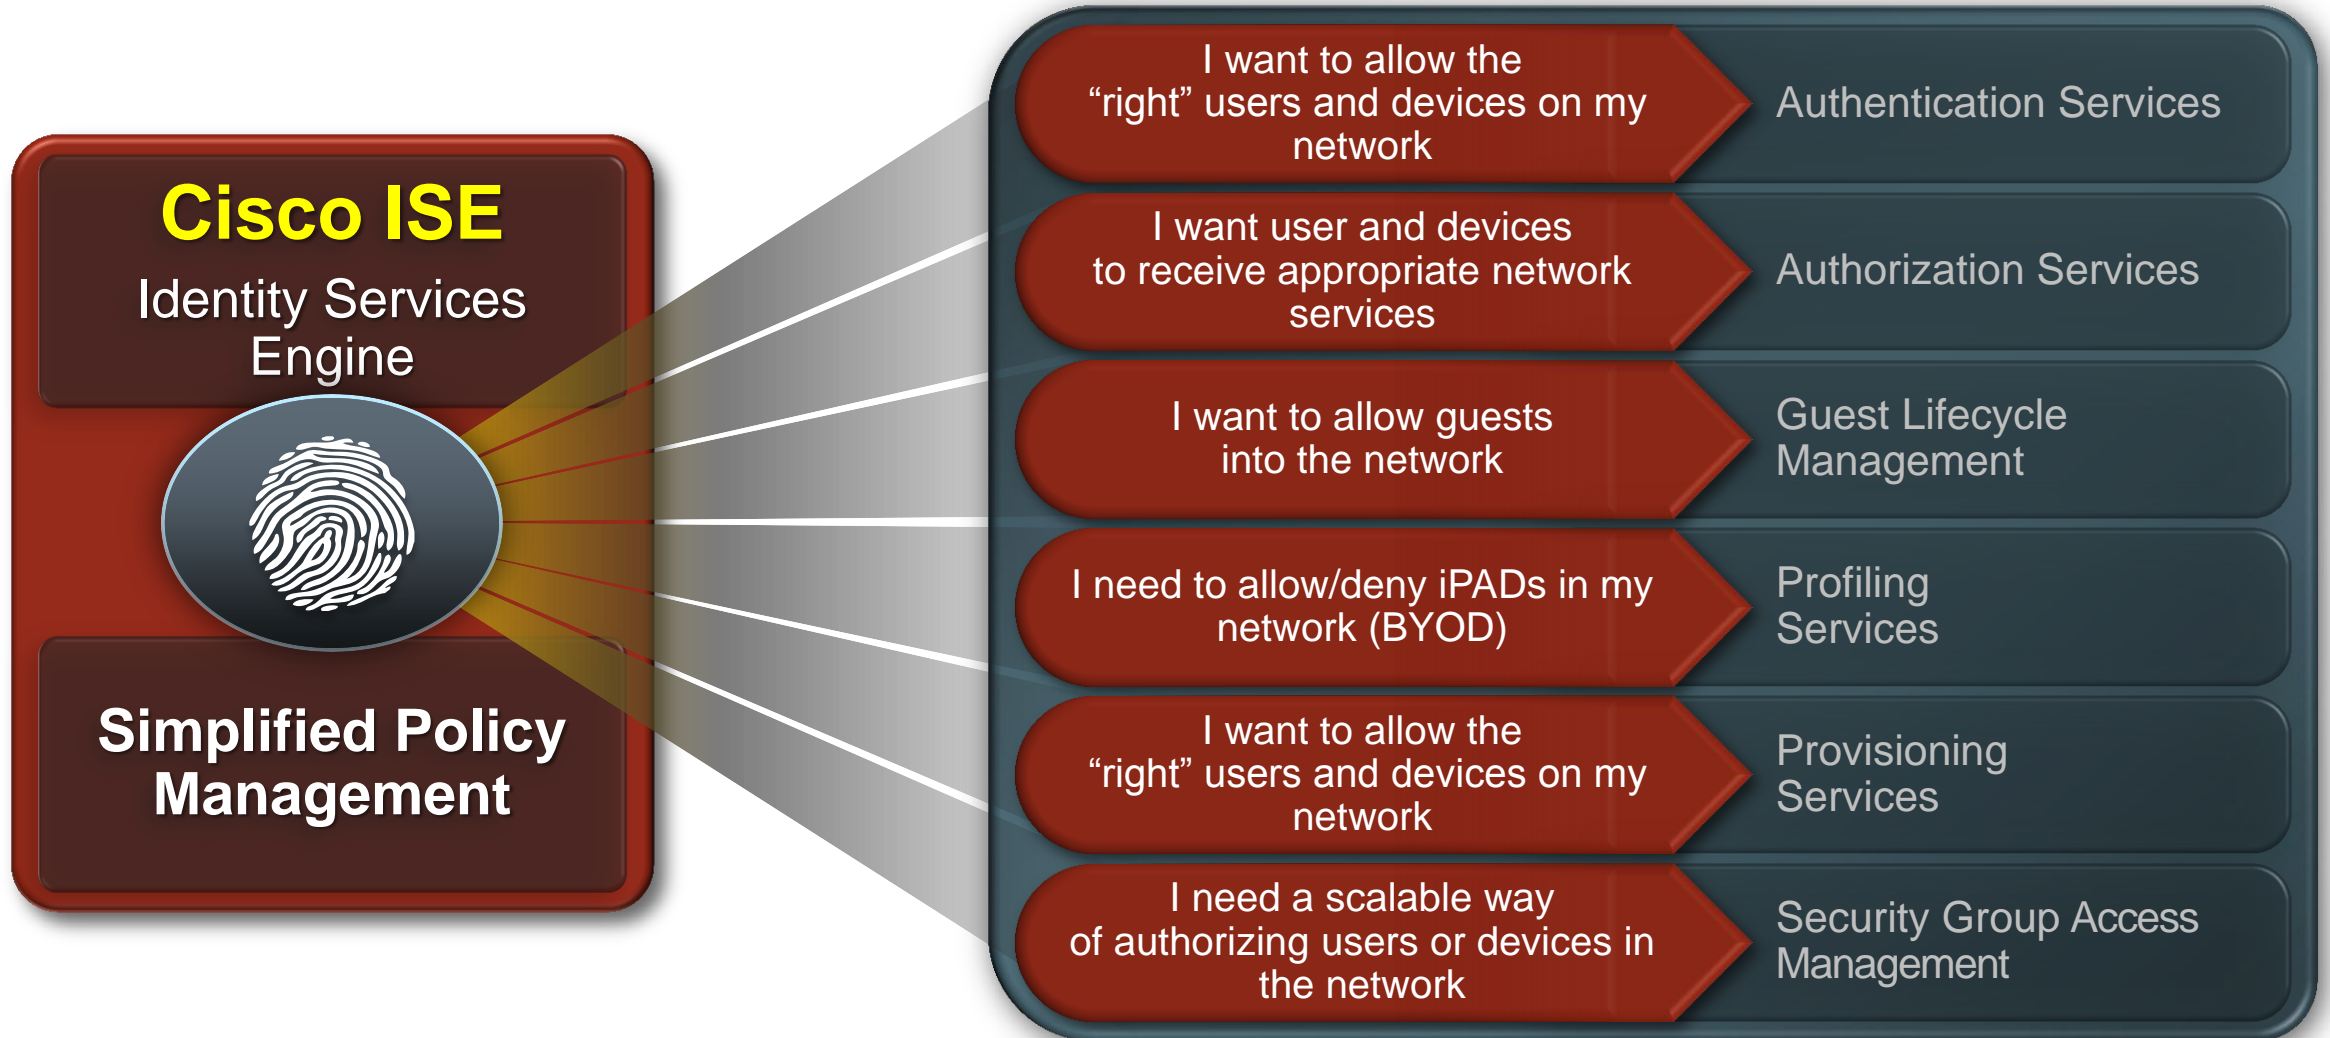 Cisco ISE
Identity Services
Engine
Simplified Policy
Management
I want to allow the
“right” users and devices on my
network
Authentication Services
I want user and devices
to receive appropriate network
services
Authorization Services
I want to allow guests
into the network
Guest Lifecycle
Management
I need to allow/deny iPADs in my
network (BYOD)
Profiling
Services
I want to allow the
“right” users and devices on my
network
Provisioning
Services
I need a scalable way
of authorizing users or devices in
the network
Security Group Access
Management